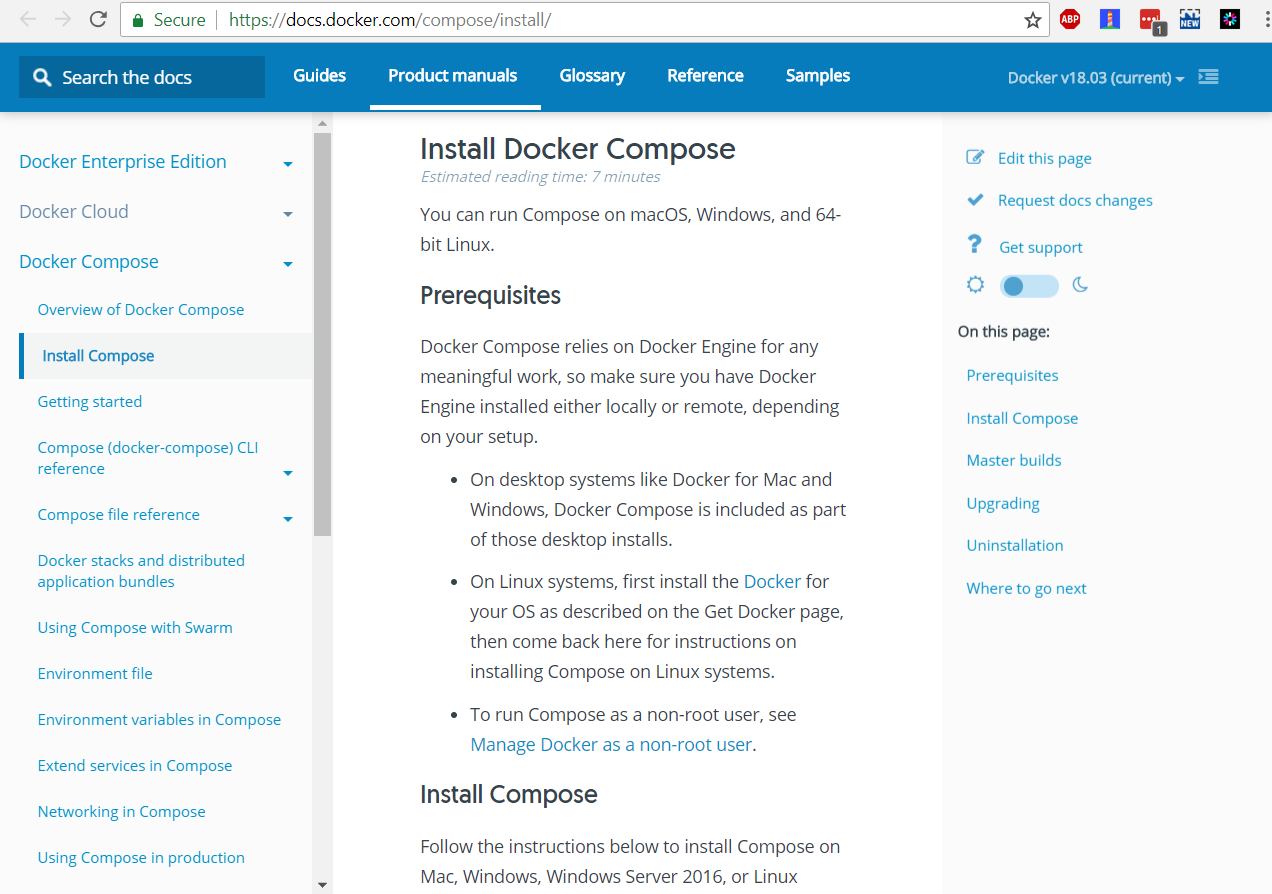 Secure https://docs.docker.com/compose/install/
ABP
1
NEW
Search the docs
Guides
Product manuals
Glossary
Reference
Samples
Docker v18.03 (current)
Docker Enterprise Edition
Docker Cloud
Docker Compose
Overview of Docker Compose
Install Compose
Getting started
Compose (docker-compose) CLI
reference
Compose file reference
Docker stacks and distributed
application bundles
Using Compose with Swarm
Environment file
Environment variables in Compose
Extend services in Compose
Networking in Compose
Using Compose in production
Install Docker Compose
Estimated reading time: 7 minutes
You can run Compose on macOS, Windows, and 64-
bit Linux.
Prerequisites
Docker Compose relies on Docker Engine for any
meaningful work, so make sure you have Docker
Engine installed either locally or remote, depending
on your setup.
• On desktop systems like Docker for Mac and
Windows, Docker Compose is included as part
of those desktop installs.
• On Linux systems, first install the Docker for
your OS as described on the Get Docker page,
then come back here for instructions on
installing Compose on Linux systems.
• To run Compose as a non-root user, see
Manage Docker as a non-root user.
Install Compose
Follow the instructions below to install Compose on
Mac, Windows, Windows Server 2016, or Linux
Edit this page
Request docs changes
Get support
On this page:
Prerequisites
Install Compose
Master builds
Upgrading
Uninstallation
Where to go next